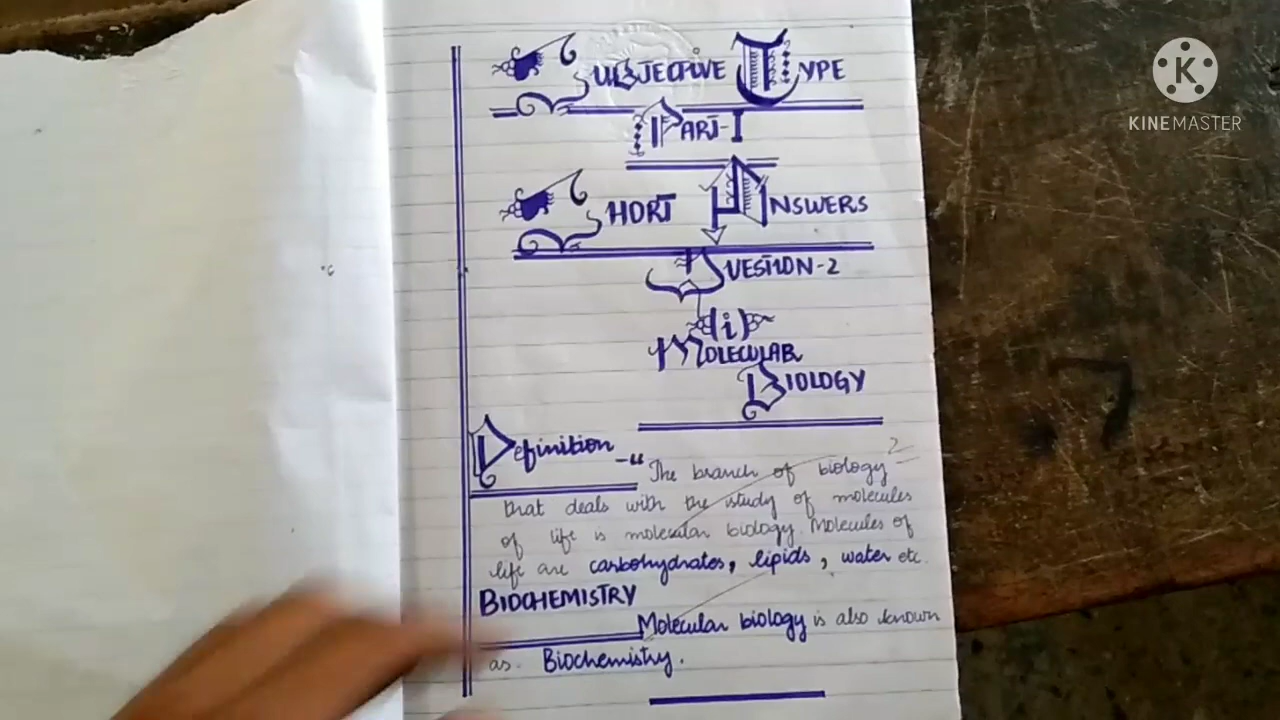 SUBJECTIVE TYPE
PART-I
SHORT ANSWERS
QUESTION-2
(i)
MOLECULAR
BIOLOGY
Definition -"The branch of biology
that deals with the study of molecules
of life is molecular biology. Molecules of
life are carbohydrates, lipids, water etc.
BIOCHEMISTRY
Molecular biology is also known
as Biochemistry.
2
K
KINEMASTER